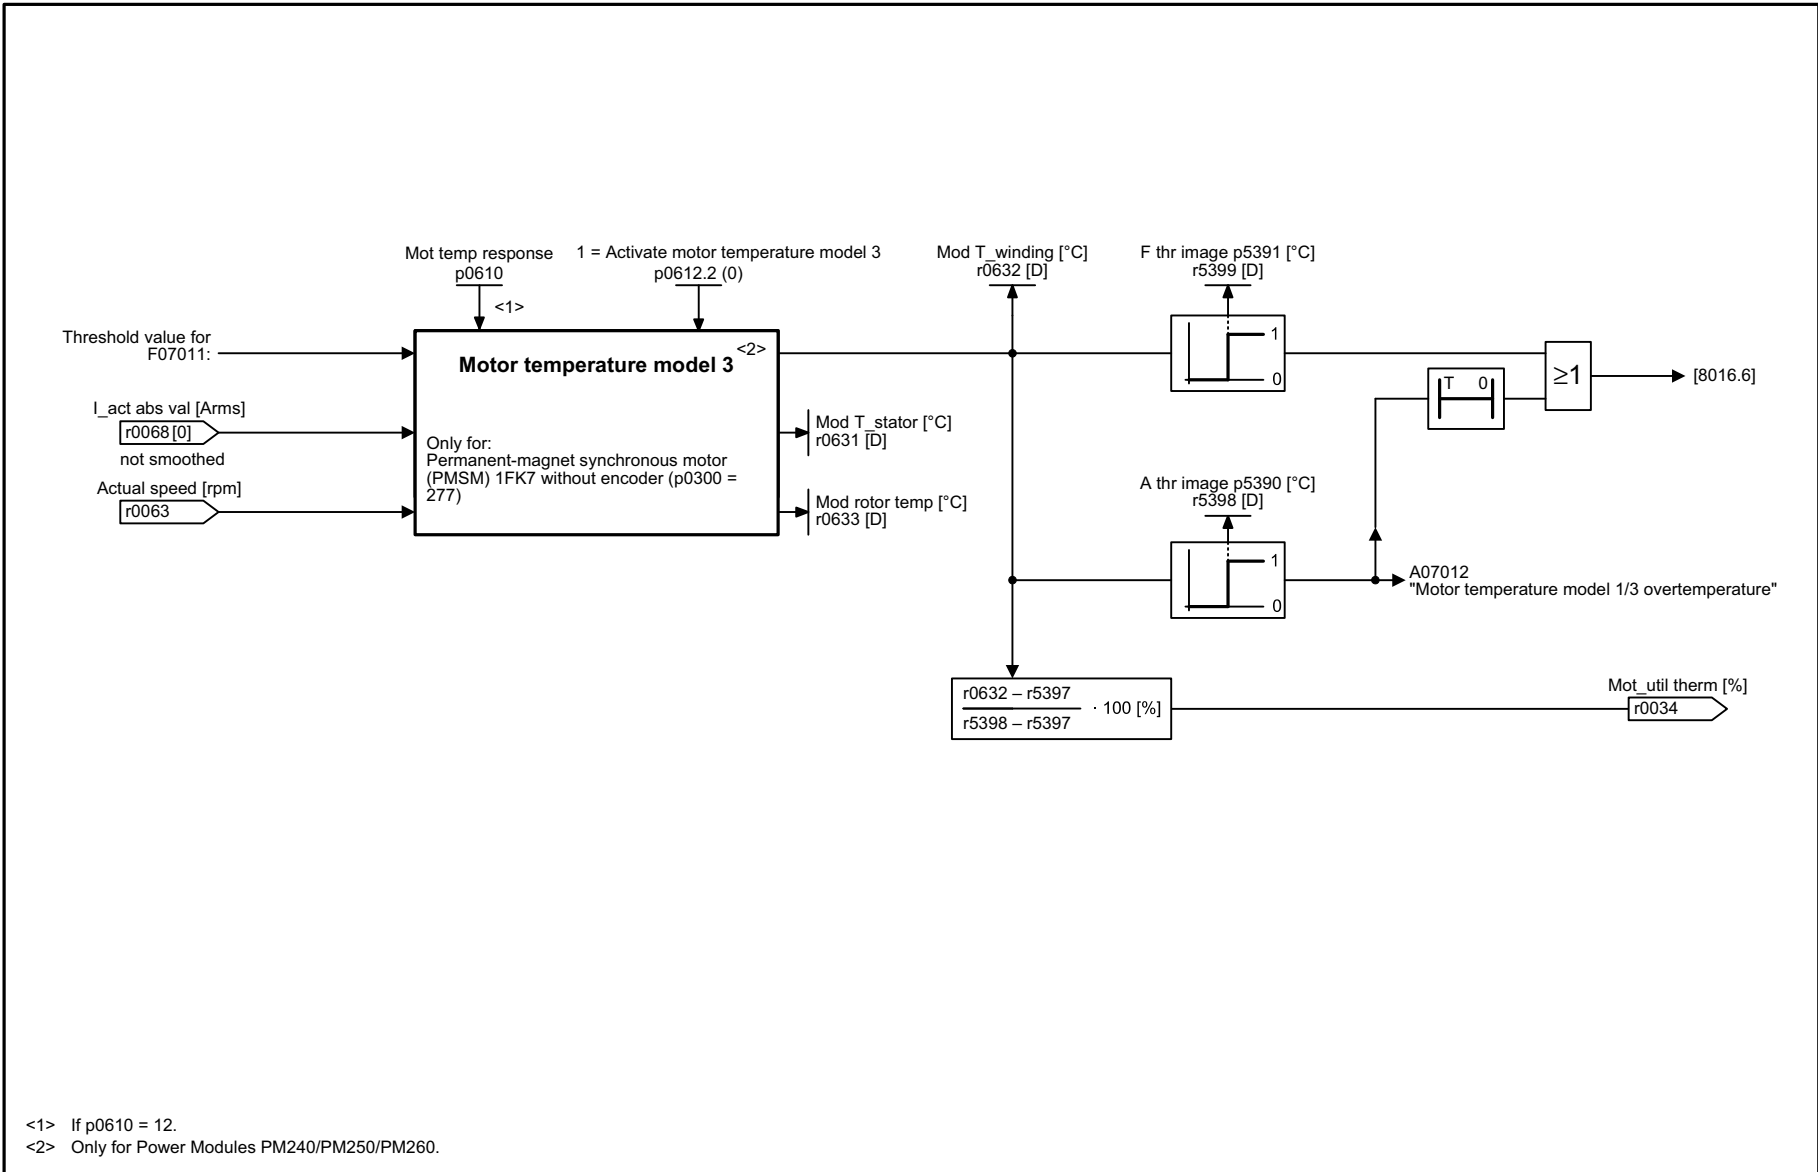 Mot temp response
p0610
<1>
1 = Activate motor temperature model 3
p0612.2 (0)
Mod T_winding [°C]
r0632 [D]
F thr image p5391 [°C]
r5399 [D]
Threshold value for
F07011:
I_act abs val [Arms]
r0068[0]
not smoothed
Actual speed [rpm]
r0063
Motor temperature model 3
<2>
Only for:
Permanent-magnet synchronous motor
(PMSM) 1FK7 without encoder (p0300 =
277)
Mod T_stator [°C]
r0631 [D]
Mod rotor temp [°C]
r0633 [D]
1
0
T 0
≥1
[8016.6]
A thr image p5390 [°C]
r5398 [D]
1
0
A07012
"Motor temperature model 1/3 overtemperature"
r0632 – r5397
r5398 – r5397
· 100 [%]
Mot_util therm [%]
r0034
<1> If p0610 = 12.
<2> Only for Power Modules PM240/PM250/PM260.